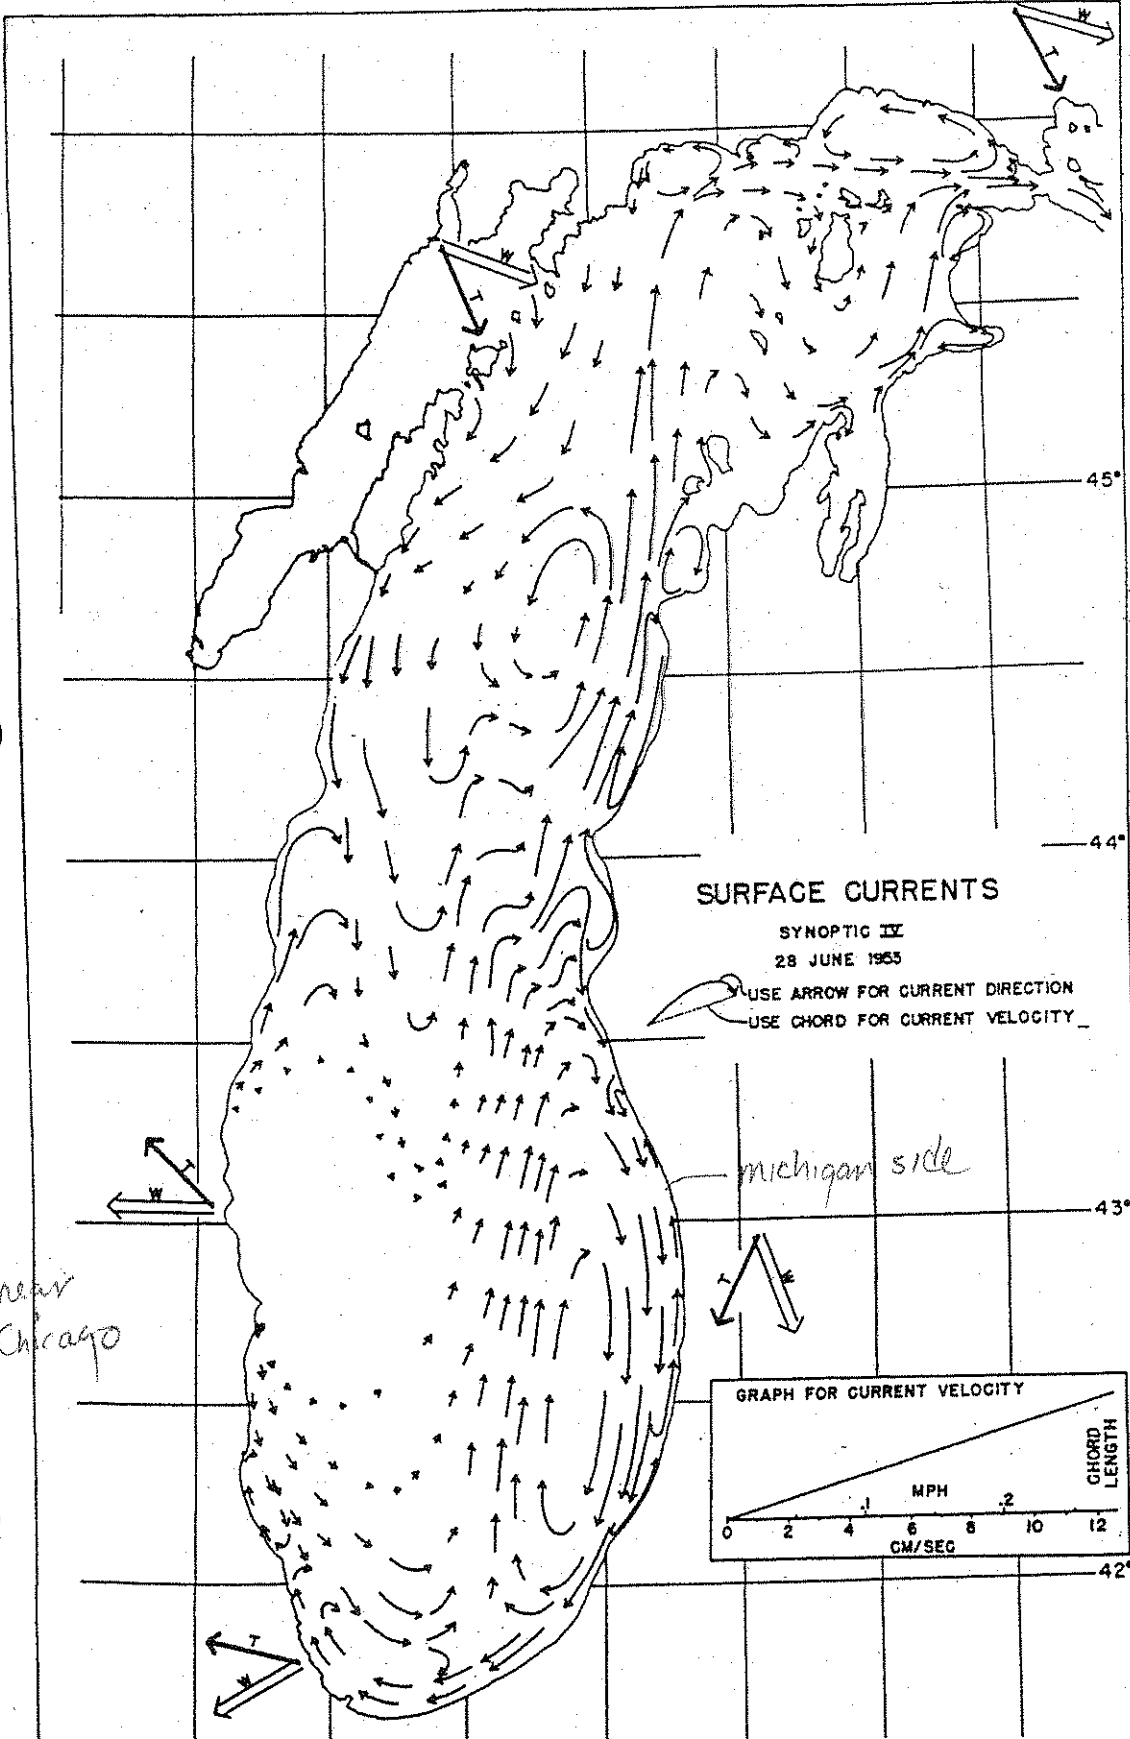 W
T
W
T
45°
44°
SURFACE CURRENTS
SYNOPTIC IV
28 JUNE 1955
USE ARROW FOR CURRENT DIRECTION
USE CHORD FOR CURRENT VELOCITY
michigan side
T
W
43°
T
W
near
Chicago
GRAPH FOR CURRENT VELOCITY
CHORD
LENGTH
MPH
.1 .2
0 2 4 6 8 10 12
CM/SEC
42°
T
W